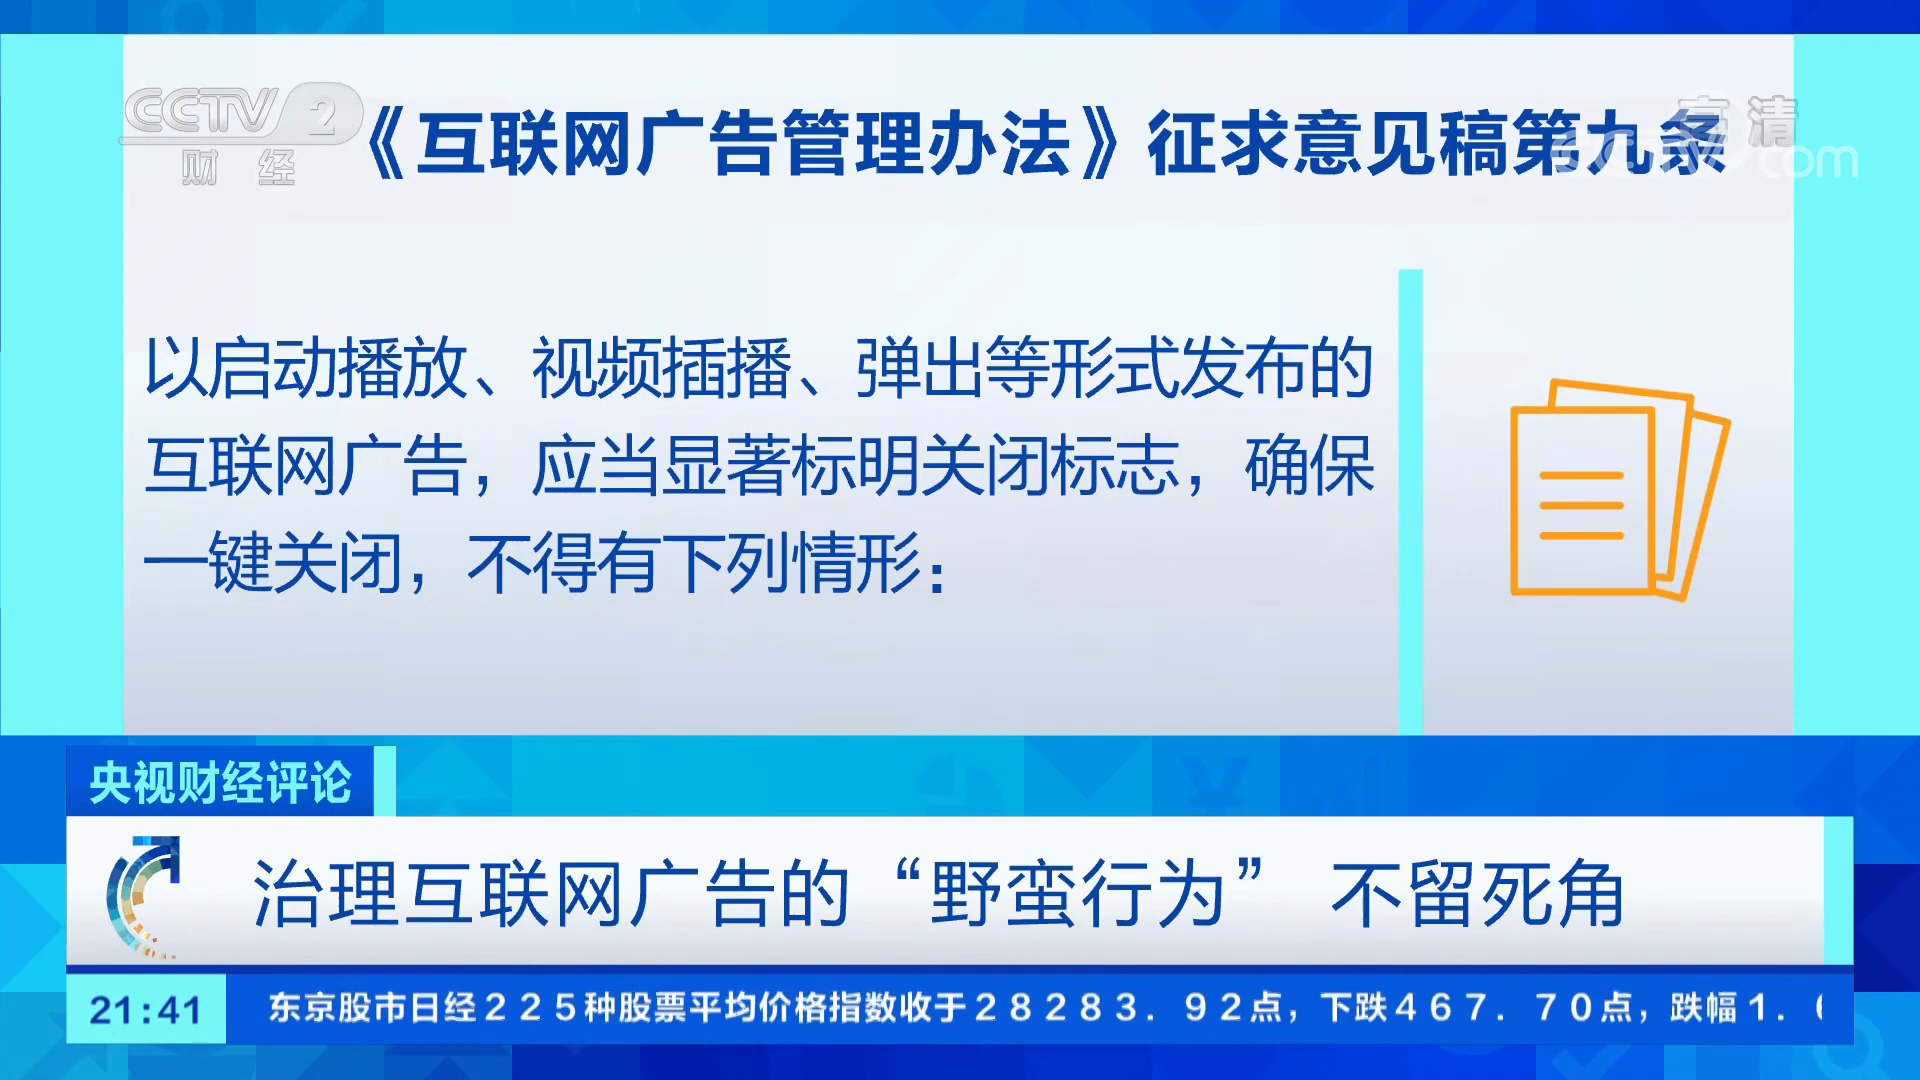 CCTV 2
财 经
高清
cctv.com
《互联网广告管理办法》征求意见稿第九条
以启动播放、视频插播、弹出等形式发布的
互联网广告，应当显著标明关闭标志，确保
一键关闭，不得有下列情形：
央视财经评论
治理互联网广告的“野蛮行为” 不留死角
21:41
东京股市日经225种股票平均价格指数收于28283.92点，下跌467.70点，跌幅1.